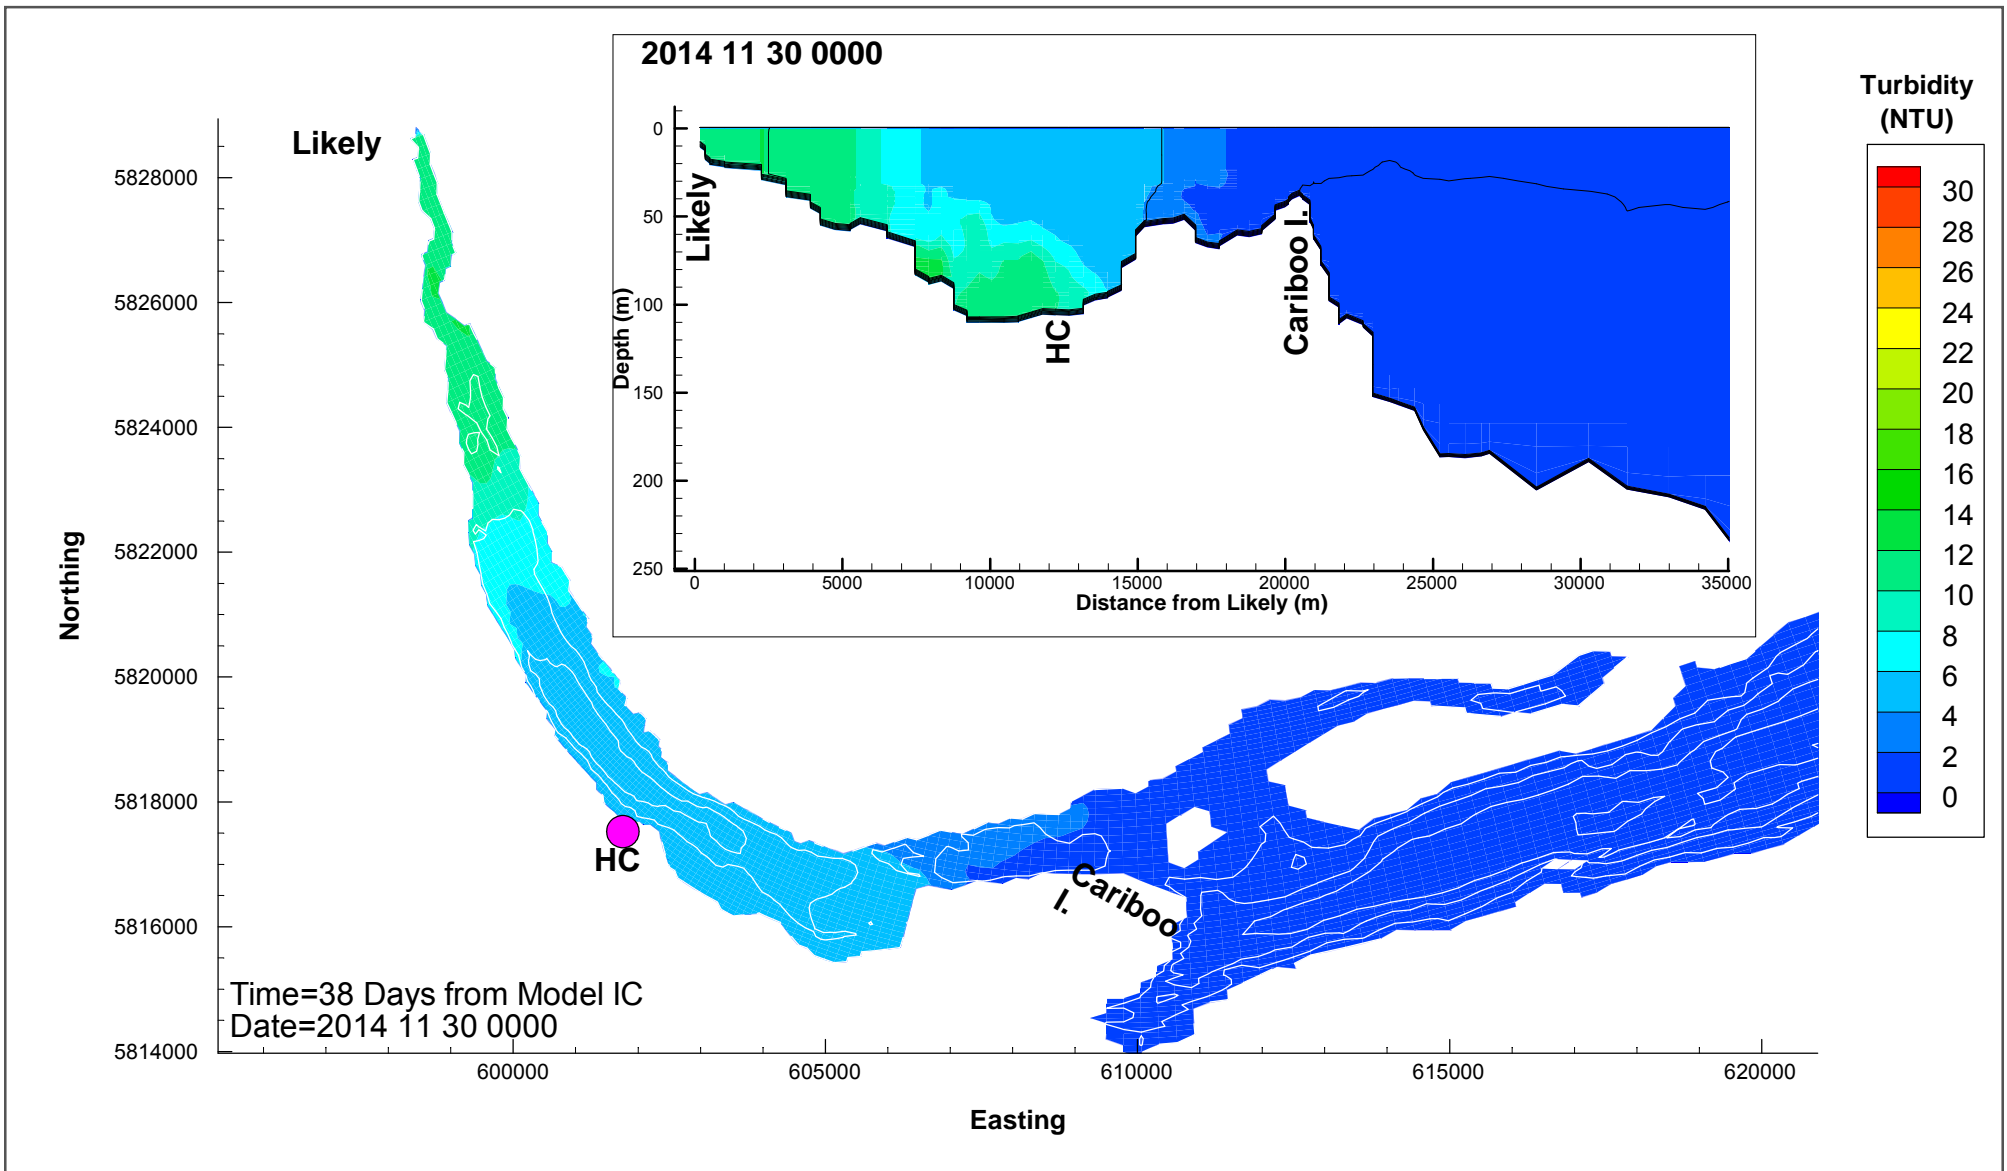 2014 11 30 0000
Turbidity
(NTU)
30
28
26
24
22
20
18
16
14
12
10
8
6
4
2
0
0
50
100
150
200
250
Depth (m)
Likely
HC
Cariboo I.
0
5000
10000
15000
20000
25000
30000
35000
Distance from Likely (m)
Likely
5828000
5826000
5824000
5822000
5820000
5818000
5816000
5814000
Northing
HC
Cariboo
I.
Time=38 Days from Model IC
Date=2014 11 30 0000
600000
605000
610000
615000
620000
Easting